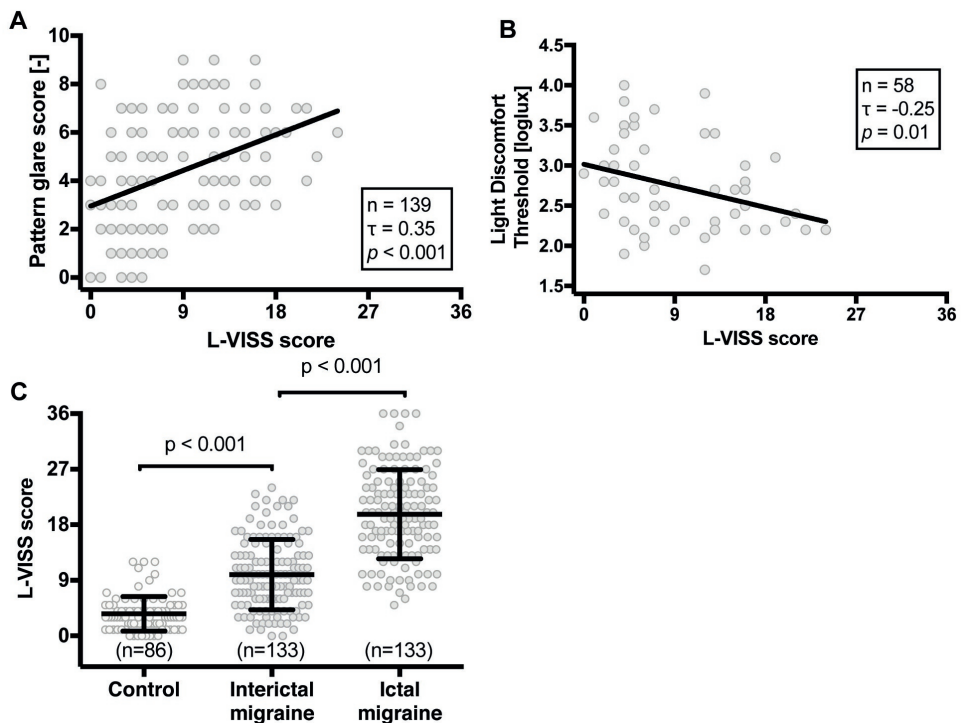 A
Pattern glare score [-]
10
8
6
4
2
0
n = 139
τ = 0.35
p < 0.001
0 9 18 27 36
L-VISS score
B
Light Discomfort
Threshold [loglux]
4.5
4.0
3.5
3.0
2.5
2.0
1.5
n = 58
τ = -0.25
p = 0.01
0 9 18 27 36
L-VISS score
C
L-VISS score
36
27
18
9
0
p < 0.001
p < 0.001
(n=86) (n=133) (n=133)
Control Interictal Ictal
migraine migraine